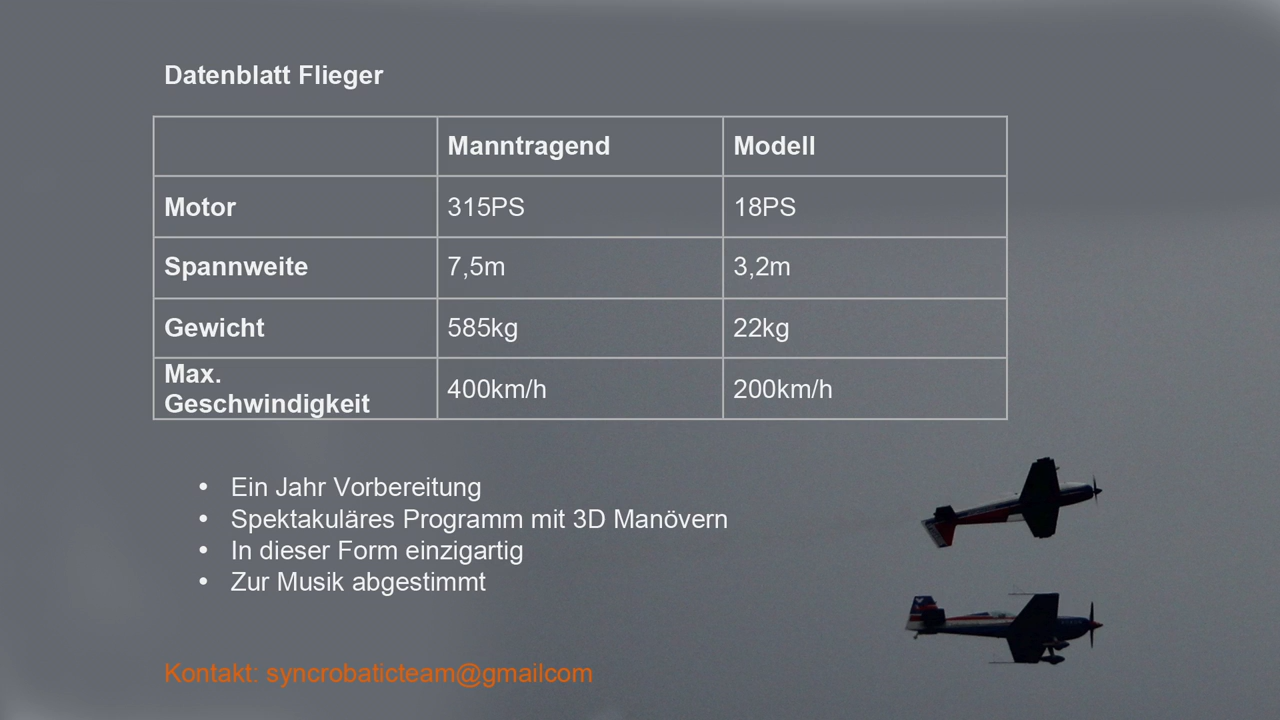 Datenblatt Flieger
Manntragend Modell
Motor 315PS 18PS
Spannweite 7,5m 3,2m
Gewicht 585kg 22kg
Max.
Geschwindigkeit 400km/h 200km/h
• Ein Jahr Vorbereitung
• Spektakuläres Programm mit 3D Manövern
• In dieser Form einzigartig
• Zur Musik abgestimmt
Kontakt: syncrobaticteam@gmailcom